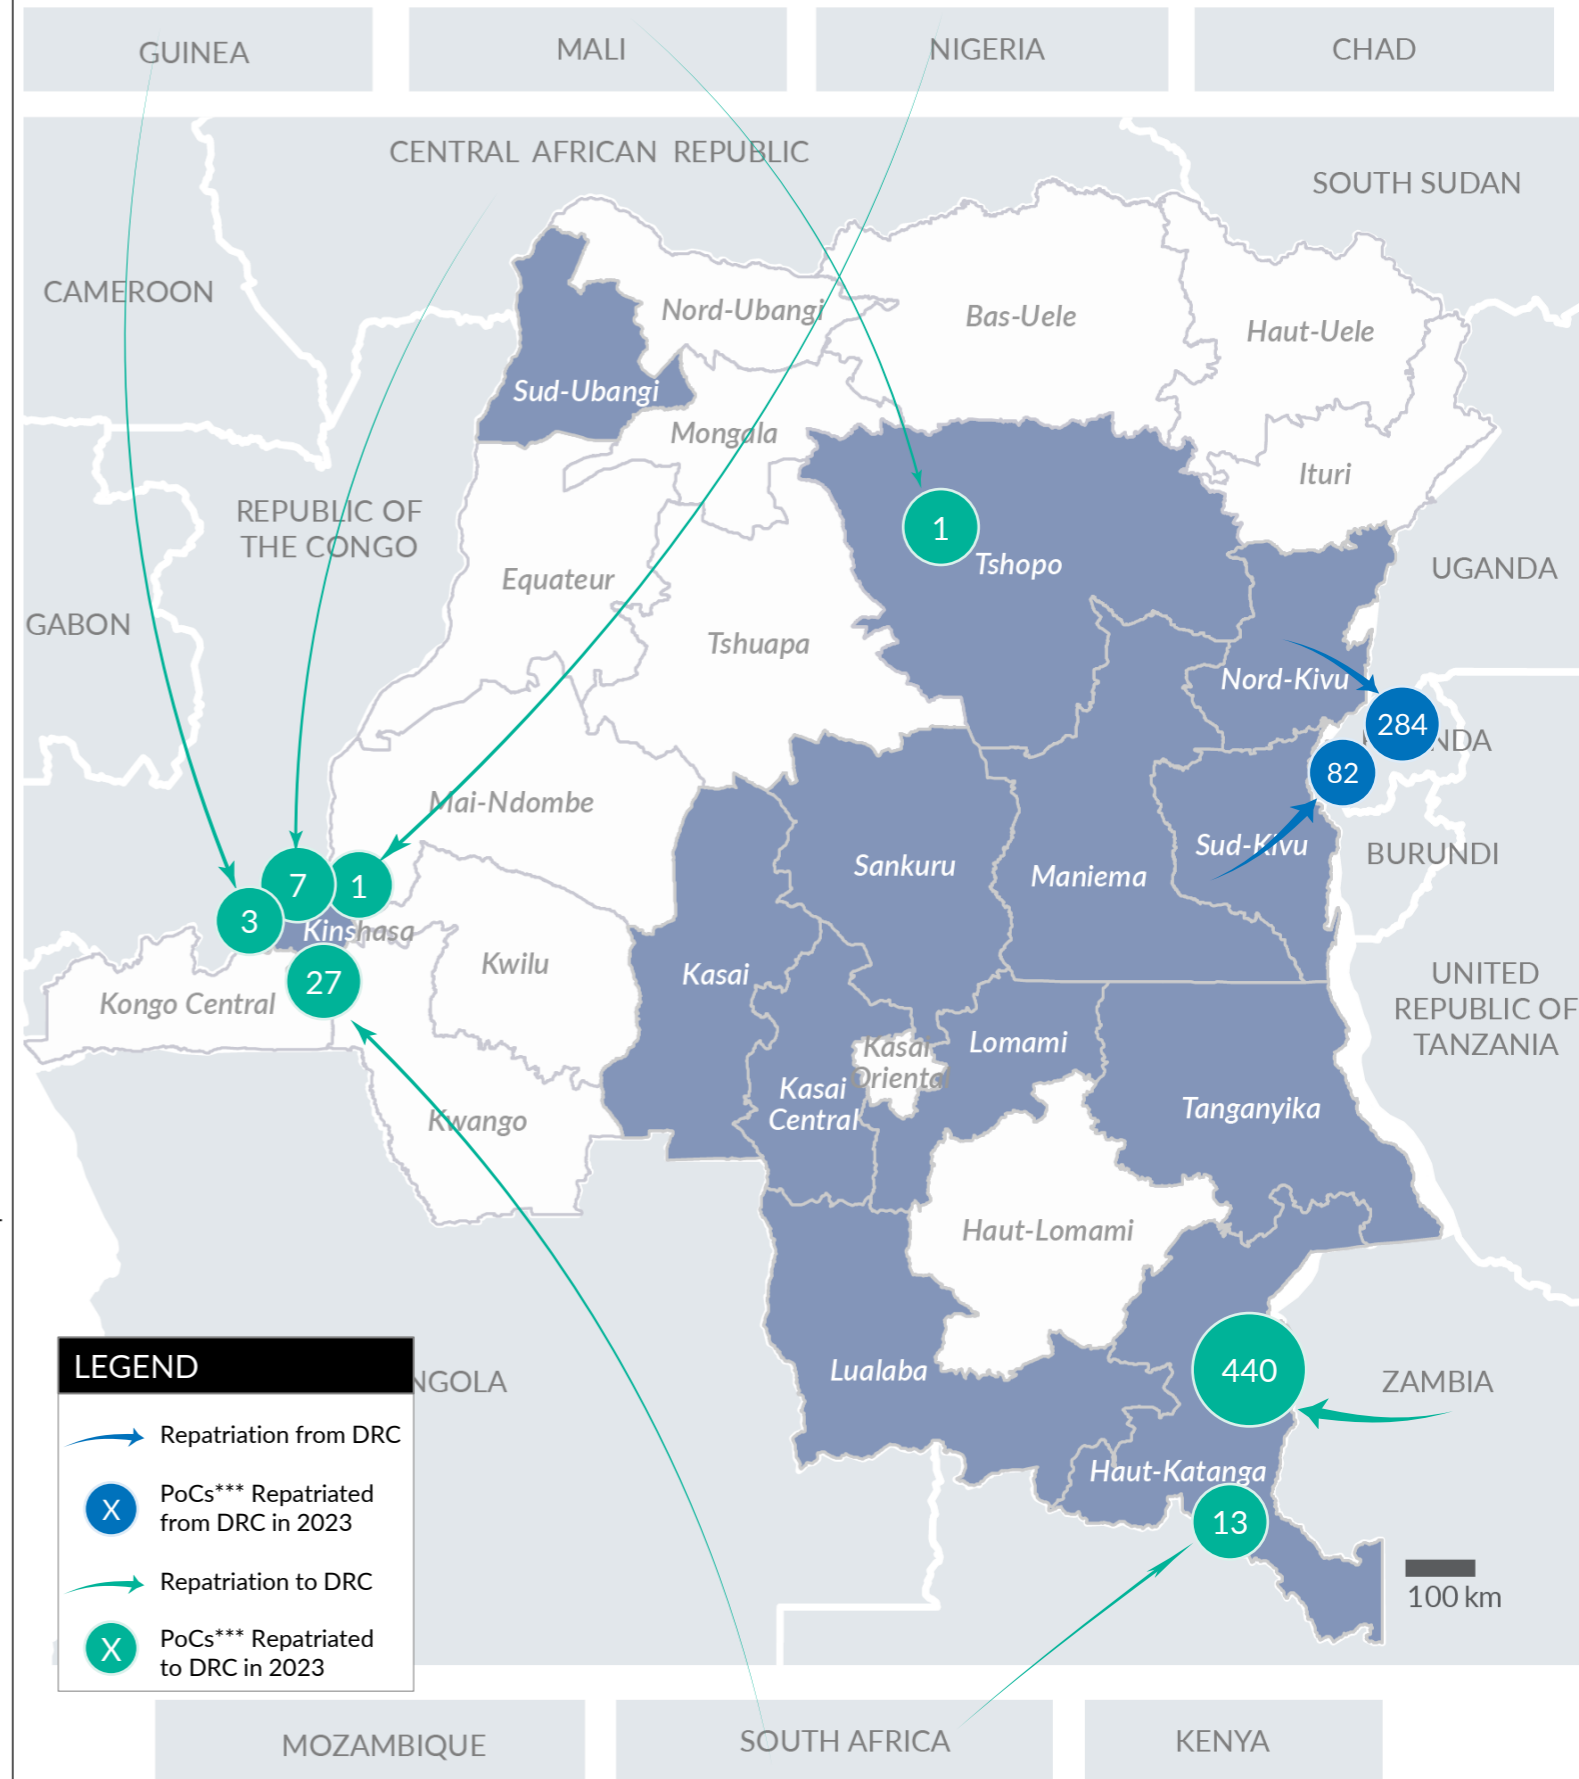 GUINEA
MALI
NIGERIA
CHAD
CENTRAL AFRICAN REPUBLIC
SOUTH SUDAN
CAMEROON
Nord-Ubangi
Bas-Uele
Haut-Uele
Sud-Ubangi
Mongala
Ituri
REPUBLIC OF
THE CONGO
1
Tshopo
UGANDA
Equateur
GABON
Tshuapa
Nord-Kivu
284
NDA
82
Mai-Ndombe
Sud-Kivu
BURUNDI
Sankuru
Maniema
7
1
3
Kinshasa
Kwilu
Kasai
27
Kongo Central
UNITED
REPUBLIC OF
TANZANIA
Kasai
Oriental
Lomami
Kasai
Central
Tanganyika
Kwango
Haut-Lomami
LEGEND
NGOLA
Lualaba
440
ZAMBIA
Repatriation from DRC
Haut-Katanga
X
PoCs*** Repatriated
from DRC in 2023
13
Repatriation to DRC
100 km
X
PoCs*** Repatriated
to DRC in 2023
MOZAMBIQUE
SOUTH AFRICA
KENYA